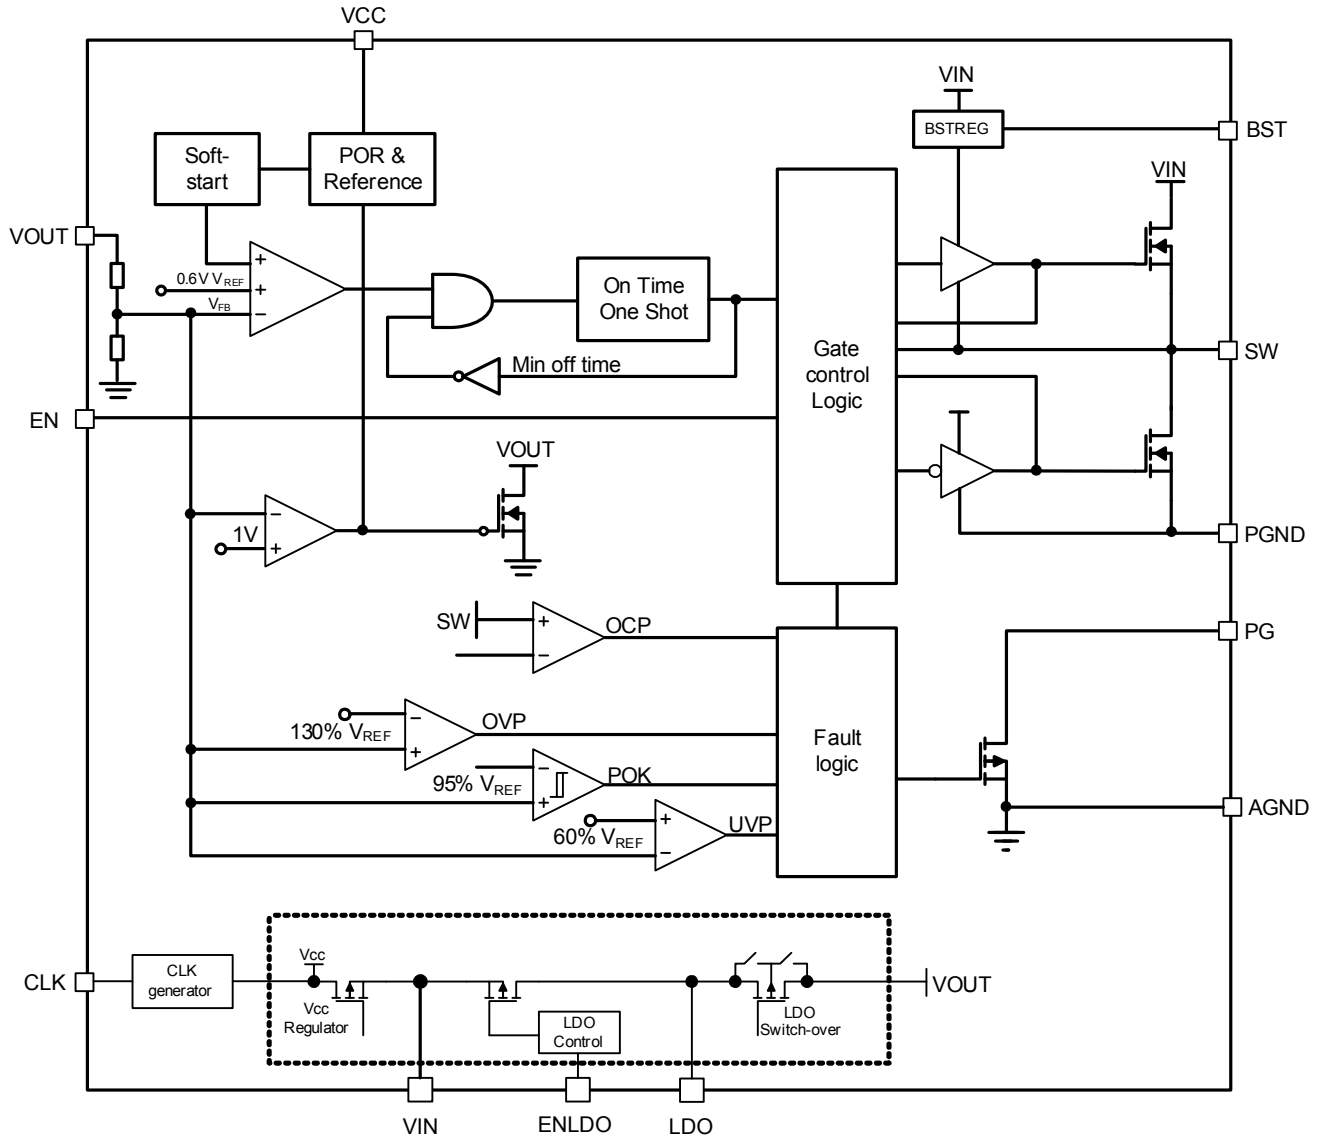 VCC
VIN
BSTREG
BST
Soft-
start
POR &
Reference
VIN
VOUT
+
0.6V VREF
+
VFB
−
On Time
One Shot
Min off time
Gate
control
Logic
SW
EN
VOUT
−
1V
+
PGND
SW
+
−
OCP
PG
130% VREF
−
+
OVP
Fault
logic
95% VREF
−
+
POK
60% VREF
+
−
UVP
AGND
CLK
CLK
generator
Vcc
Vcc
Regulator
LDO
Control
LDO
Switch-over
VOUT
VIN
ENLDO
LDO